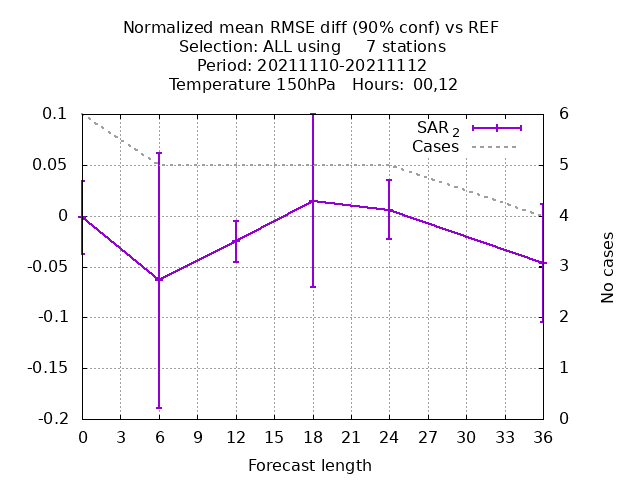 Normalized mean RMSE diff (90% conf) vs REF
Selection: ALL using     7 stations
Period: 20211110-20211112
Temperature 150hPa   Hours:  00,12
0.1
0.05
0
-0.05
-0.1
-0.15
-0.2
SAR 2
Cases
6
5
4
3
2
1
0
No cases
0 3 6 9 12 15 18 21 24 27 30 33 36
Forecast length